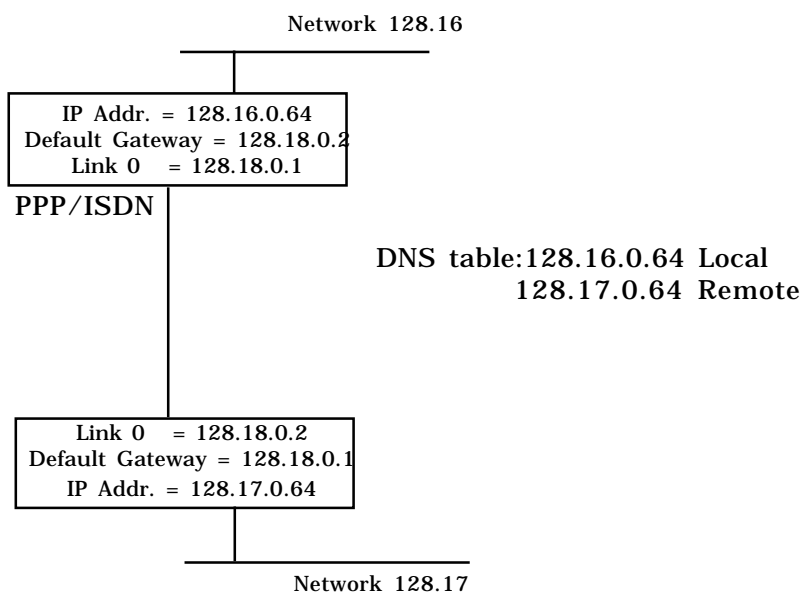 Network 128.16
IP Addr. = 128.16.0.64
Default Gateway = 128.18.0.2
Link 0 = 128.18.0.1
PPP/ISDN
DNS table:128.16.0.64 Local
128.17.0.64 Remote
Link 0 = 128.18.0.2
Default Gateway = 128.18.0.1
IP Addr. = 128.17.0.64
Network 128.17